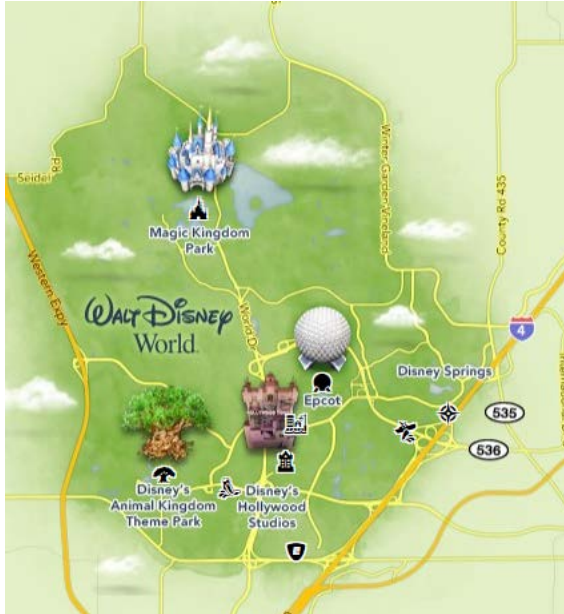 Seidel Rd
Magic Kingdom
Park
Winter Garden Vineland
County Rd 435
Western Expy
WALT DISNEY
World
World Dr
4
Disney Springs
Epcot
535
536
Disney's
Animal Kingdom
Theme Park
Disney's
Hollywood
Studios